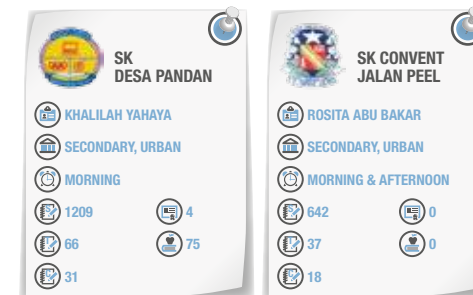 SK
DESA PANDAN
KHALILAH YAHAYA
SECONDARY, URBAN
MORNING
1209
4
66
75
31
SK CONVENT
JALAN PEEL
ROSITA ABU BAKAR
SECONDARY, URBAN
MORNING & AFTERNOON
642
0
37
0
18